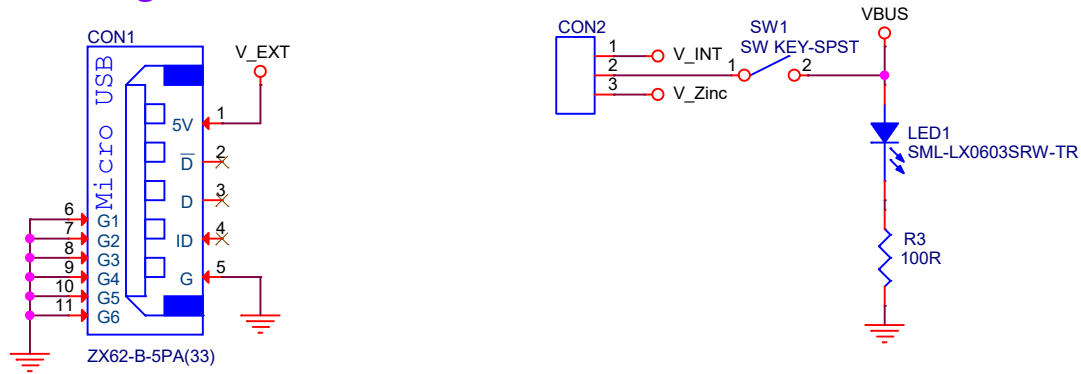 CON1
V_EXT
Micro USB
1
5V
2
D
3
D
4
ID
5
G
6
G1
7
G2
8
G3
9
G4
10
G5
11
G6
ZX62-B-5PA(33)
CON2
1
V_INT
2
3
V_Zinc
SW1
SW KEY-SPST
1
2
VBUS
LED1
SML-LX0603SRW-TR
R3
100R